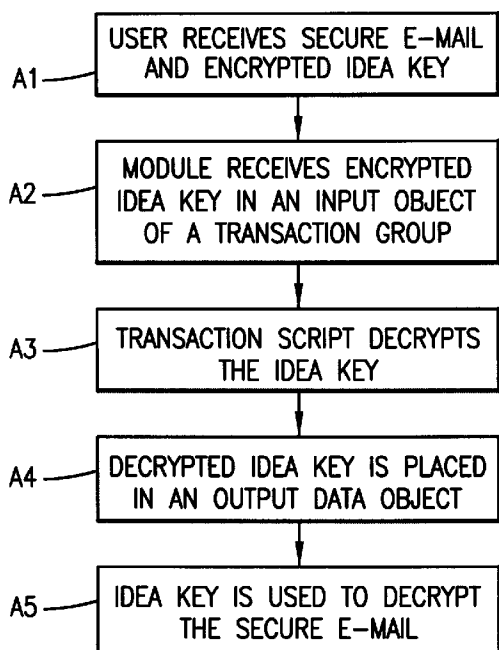 USER RECEIVES SECURE E-MAIL
AND ENCRYPTED IDEA KEY
A1
MODULE RECEIVES ENCRYPTED
IDEA KEY IN AN INPUT OBJECT
OF A TRANSACTION GROUP
A2
TRANSACTION SCRIPT DECRYPTS
THE IDEA KEY
A3
DECRYPTED IDEA KEY IS PLACED
IN AN OUTPUT DATA OBJECT
A4
IDEA KEY IS USED TO DECRYPT
THE SECURE E-MAIL
A5